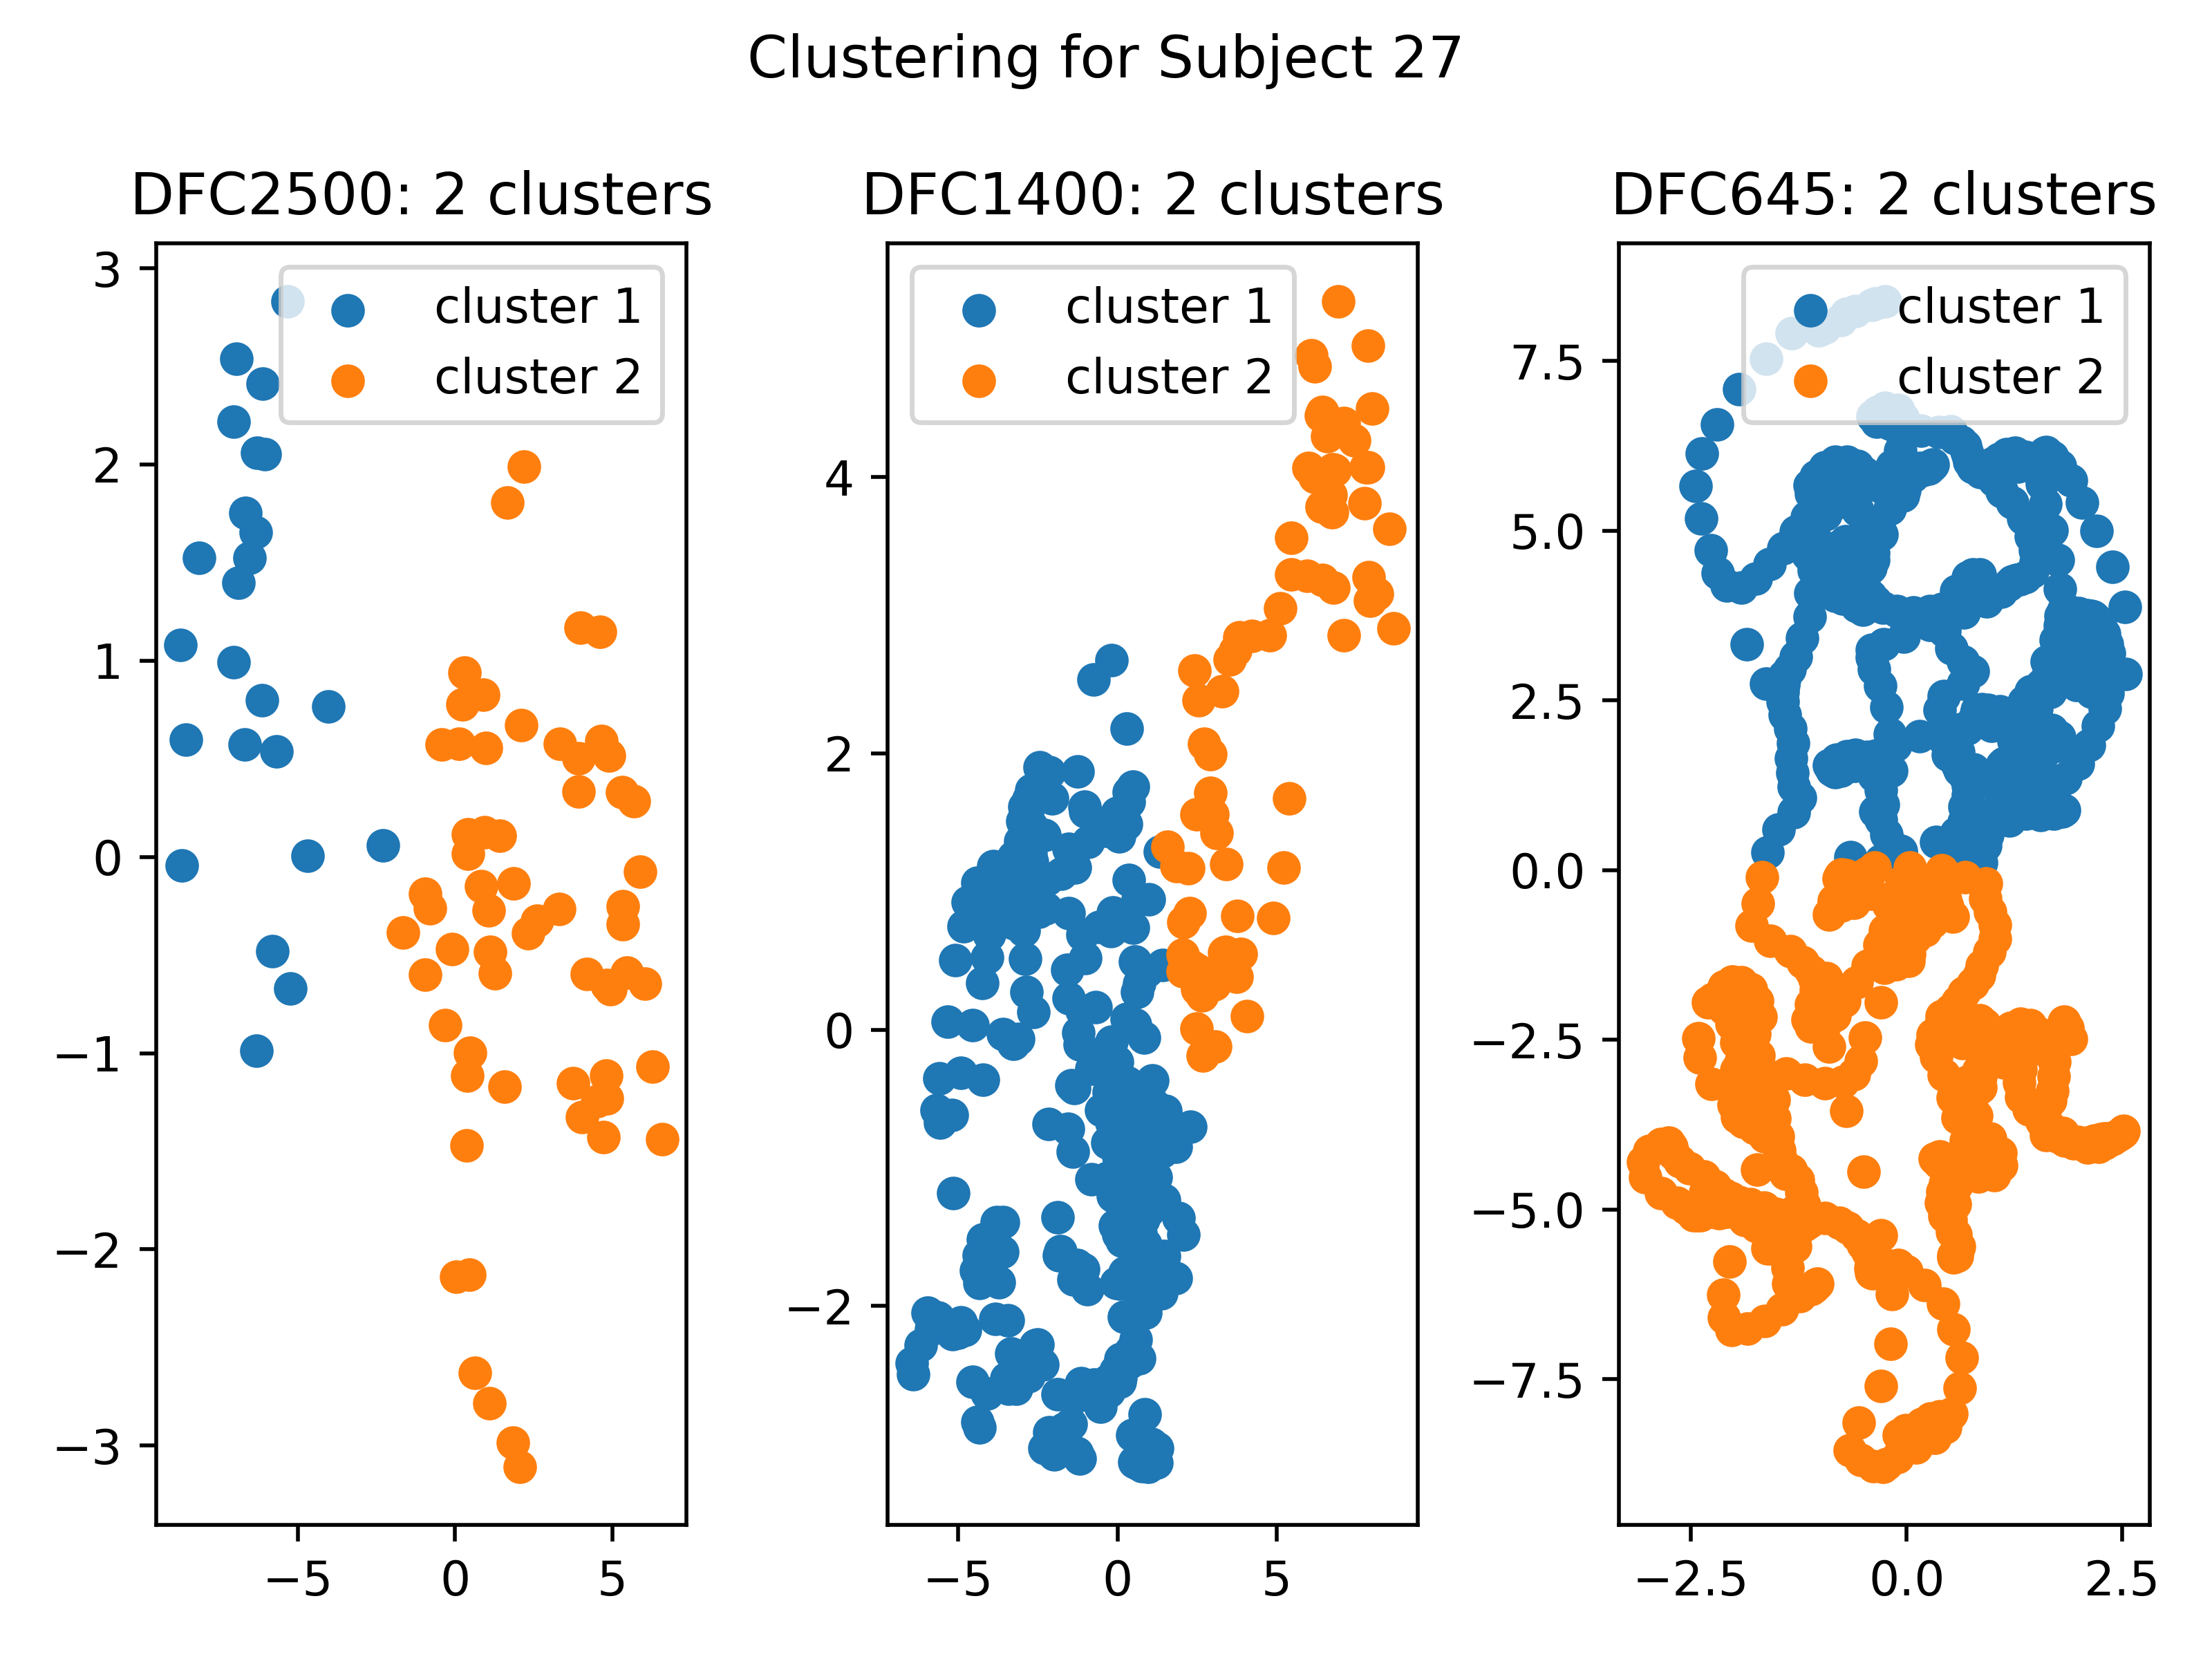 Clustering for Subject 27
DFC2500: 2 clusters
3
2
1
0
−1
−2
−3
−5
0
5
cluster 1
cluster 2
DFC1400: 2 clusters
4
2
0
−2
−5
0
5
cluster 1
cluster 2
DFC645: 2 clusters
7.5
5.0
2.5
0.0
−2.5
−5.0
−7.5
−2.5
0.0
2.5
cluster 1
cluster 2